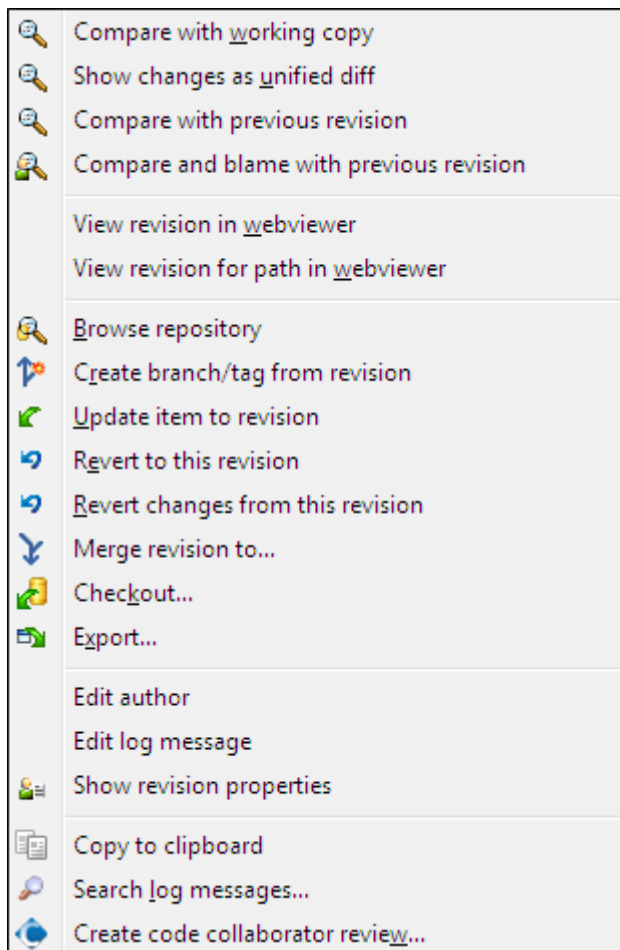 Compare with working copy
Show changes as unified diff
Compare with previous revision
Compare and blame with previous revision
View revision in webviewer
View revision for path in webviewer
Browse repository
Create branch/tag from revision
Update item to revision
Revert to this revision
Revert changes from this revision
Merge revision to...
Checkout...
Export...
Edit author
Edit log message
Show revision properties
Copy to clipboard
Search log messages...
Create code collaborator review...